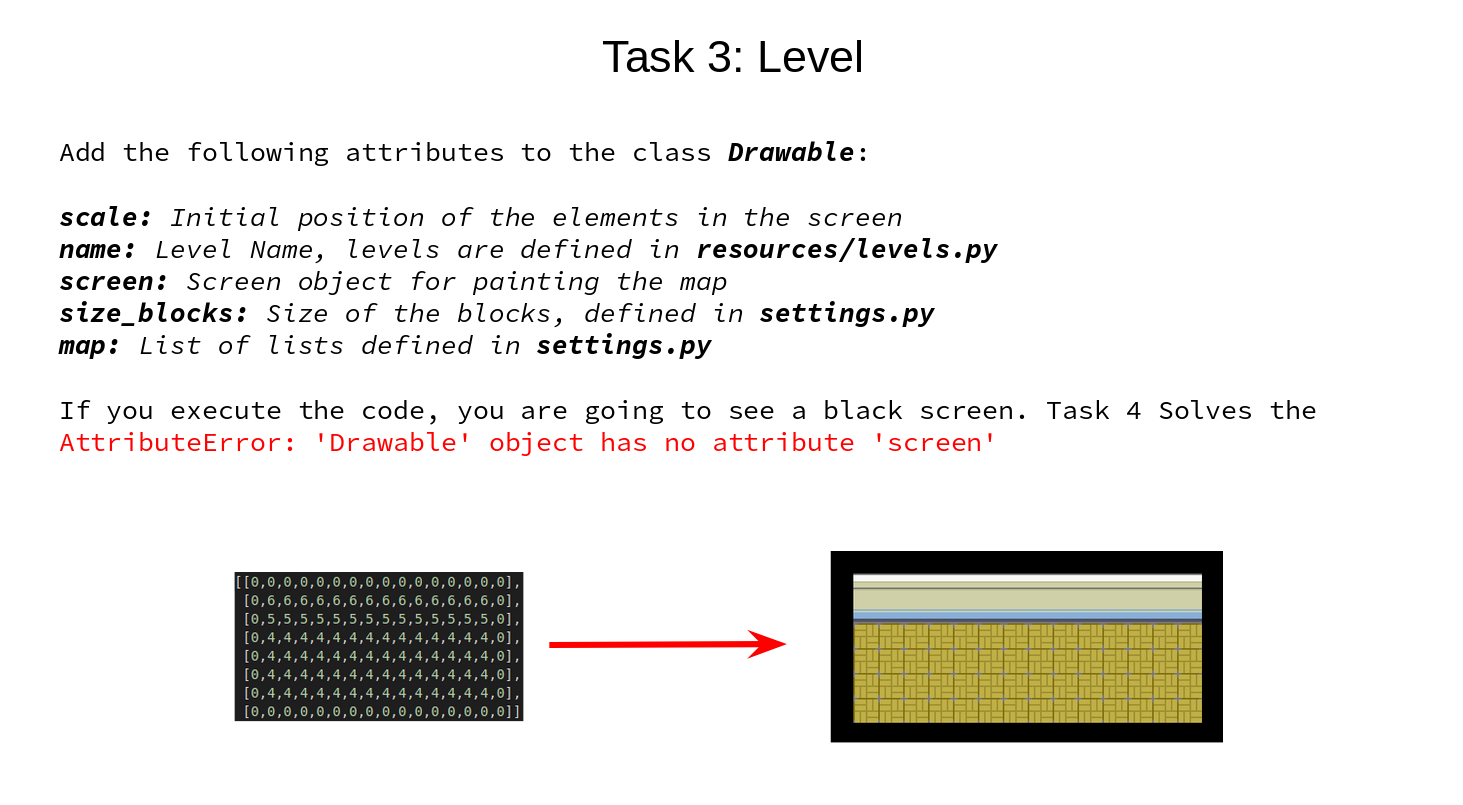 Task 3: Level
Add the following attributes to the class Drawable:
scale: Initial position of the elements in the screen
name: Level Name, levels are defined in resources/levels.py
screen: Screen object for painting the map
size_blocks: Size of the blocks, defined in settings.py
map: List of lists defined in settings.py
If you execute the code, you are going to see a black screen. Task 4 Solves the
AttributeError: 'Drawable' object has no attribute 'screen'
[[0,0,0,0,0,0,0,0,0,0,0,0,0,0,0,0],
[0,6,6,6,6,6,6,6,6,6,6,6,6,6,6,0],
[0,5,5,5,5,5,5,5,5,5,5,5,5,5,5,0],
[0,4,4,4,4,4,4,4,4,4,4,4,4,4,4,0],
[0,4,4,4,4,4,4,4,4,4,4,4,4,4,4,0],
[0,4,4,4,4,4,4,4,4,4,4,4,4,4,4,0],
[0,4,4,4,4,4,4,4,4,4,4,4,4,4,4,0],
[0,0,0,0,0,0,0,0,0,0,0,0,0,0,0,0]]